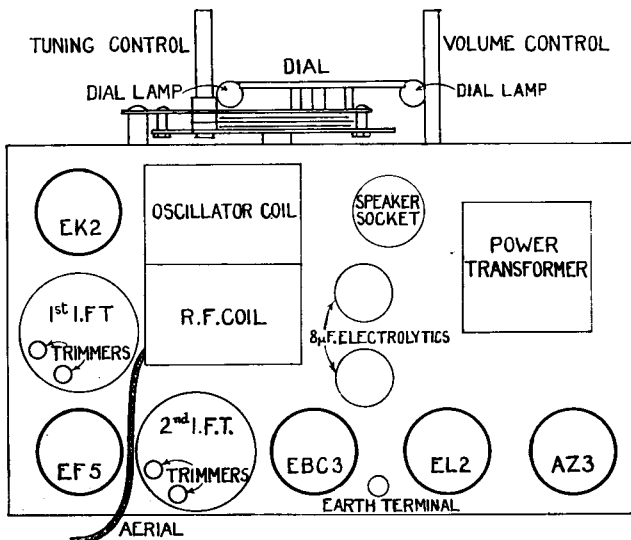 TUNING CONTROL
VOLUME CONTROL
DIAL
DIAL LAMP
DIAL LAMP
EK2
OSCILLATOR COIL
SPEAKER
SOCKET
POWER
TRANSFORMER
1st I.FT
TRIMMERS
R.F. COIL
8µF. ELECTROLYTICS
EF5
2nd I.F.T.
TRIMMERS
EBC3
EL2
AZ3
EARTH TERMINAL
AERIAL